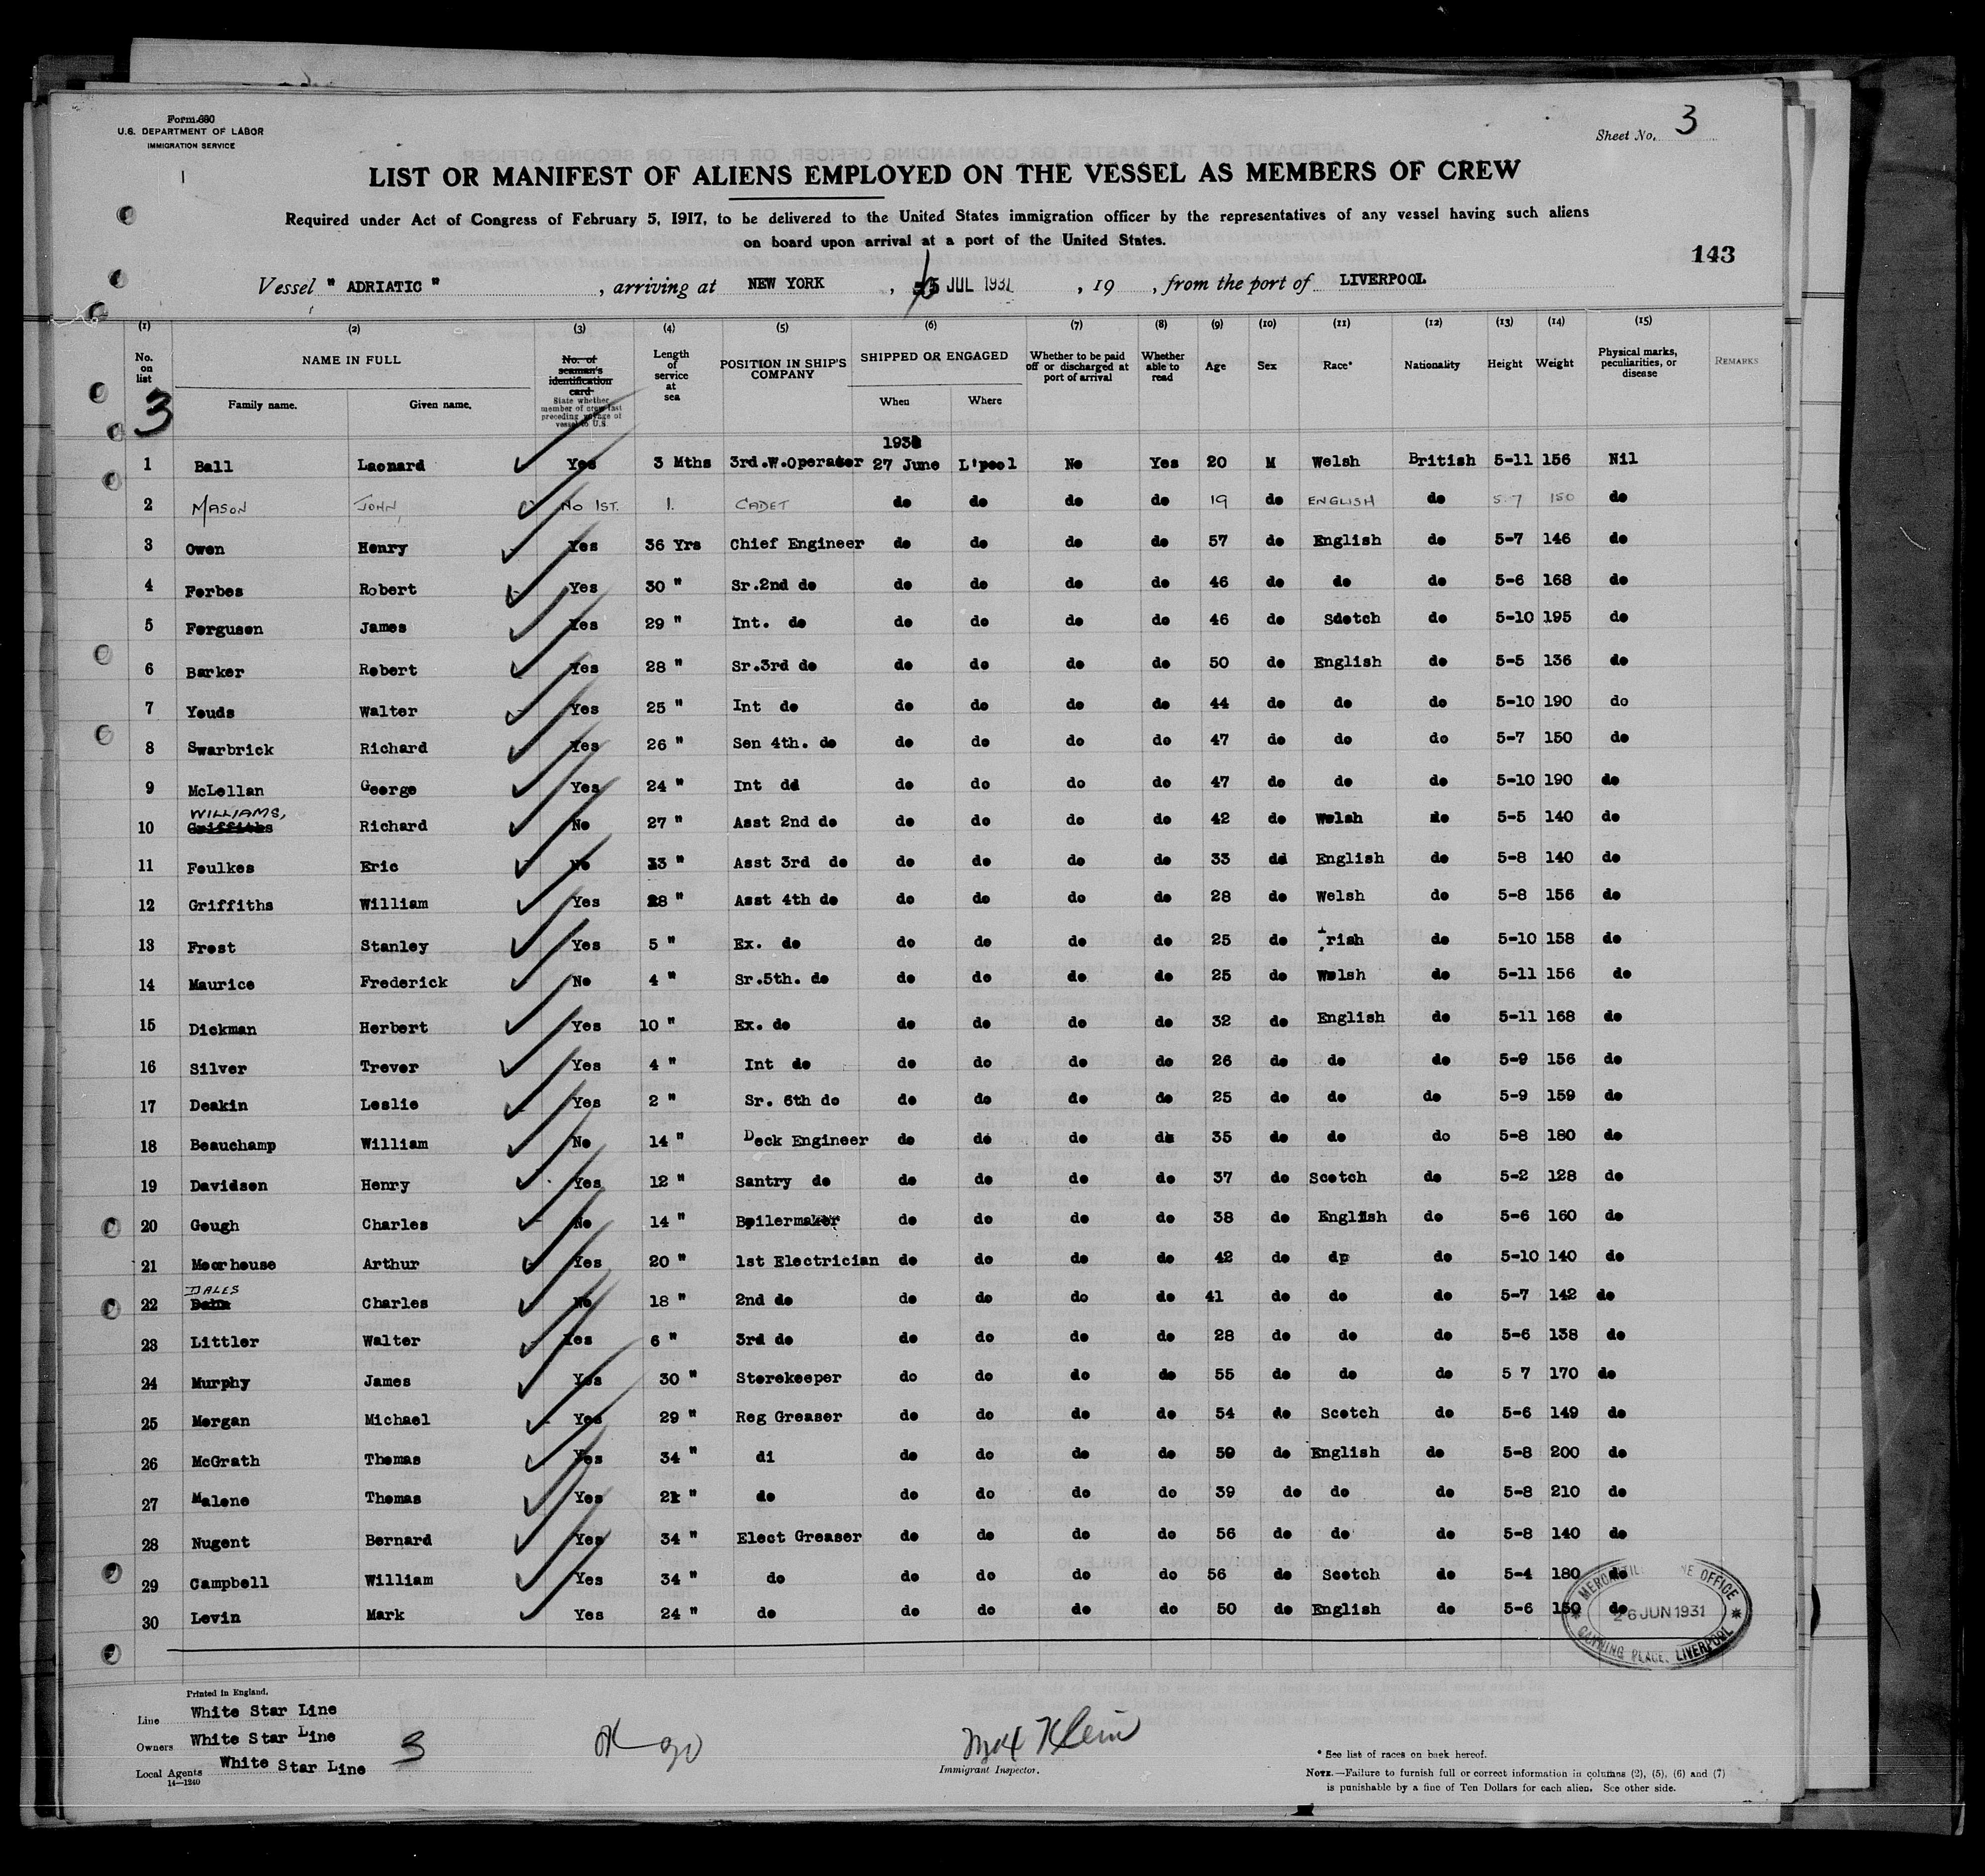 Form 680
U.S. DEPARTMENT OF LABOR
IMMIGRATION SERVICE
Sheet No. 3
LIST OR MANIFEST OF ALIENS EMPLOYED ON THE VESSEL AS MEMBERS OF CREW
Required under Act of Congress of February 5, 1917, to be delivered to the United States immigration officer by the representatives of any vessel having such aliens
on board upon arrival at a port of the United States.
143
Vessel " ADRIATIC " , arriving at NEW YORK , JUL 1931 , 19 , from the port of LIVERPOOL
(1) (2) (3) (4) (5) (6) (7) (8) (9) (10) (11) (12) (13) (14) (15)
No. on list NAME IN FULL Family name. Given name. No. of seaman's identification card State whether member of crew last preceding voyage of vessel to U.S. Length of service at sea POSITION IN SHIP'S COMPANY SHIPPED OR ENGAGED When Where Whether to be paid off or discharged at port of arrival Whether able to read Age Sex Race* Nationality Height Weight Physical marks, peculiarities, or disease REMARKS
3
1931
1 Ball Leonard Yes 3 Mths 3rd.W.Operator 27 June L'pool No Yes 20 M Welsh British 5-11 156 Nil
2 MASON JOHN, No 1ST. 1. CADET do do do do 19 do ENGLISH do 5-7 150 do
3 Owen Henry Yes 36 Yrs Chief Engineer do do do do 57 do English do 5-7 146 do
4 Forbes Robert Yes 30 " Sr.2nd do do do do do 46 do do do 5-6 168 do
5 Ferguson James Yes 29 " Int. do do do do do 46 do Scotch do 5-10 195 do
6 Barker Robert Yes 28 " Sr.3rd do do do do do 50 do English do 5-5 136 do
7 Youds Walter Yes 25 " Int do do do do do 44 do do do 5-10 190 do
8 Swarbrick Richard Yes 26 " Sen 4th. do do do do do 47 do do do 5-7 150 do
9 McLellan George Yes 24 " Int dd do do do do 47 do do do 5-10 190 do
WILLIAMS,
10 Griffiths Richard No 27 " Asst 2nd do do do do do 42 do Welsh do 5-5 140 do
11 Foulkes Eric No 33 " Asst 3rd do do do do do 33 dd English do 5-8 140 do
12 Griffiths William Yes 28 " Asst 4th do do do do do 28 do Welsh do 5-8 156 do
13 Frost Stanley Yes 5 " Ex. do do do do do 25 do Irish do 5-10 158 do
14 Maurice Frederick No 4 " Sr.5th. do do do do do 25 do Welsh do 5-11 156 do
15 Dickman Herbert Yes 10 " Ex. do do do do do 32 do English do 5-11 168 do
16 Silver Trevor Yes 4 " Int do do do do do 26 do do do 5-9 156 do
17 Deakin Leslie Yes 2 " Sr. 6th do do do do do 25 do do do 5-9 159 do
18 Beauchamp William No 14 " Deck Engineer do do do do 35 do do do 5-8 180 do
19 Davidson Henry Yes 12 " Santry do do do do do 37 do Scotch do 5-2 128 do
20 Gough Charles No 14 " Boilermaker do do do do 38 do English do 5-6 160 do
21 Moorhouse Arthur Yes 20 " 1st Electrician do do do do 42 do dp do 5-10 140 do
DALES
22 Charles No 18 " 2nd do do do do do 41 do do do 5-7 142 do
23 Littler Walter Yes 6 " 3rd do do do do do 28 do do do 5-6 138 do
24 Murphy James Yes 30 " Storekeeper do do do do 55 do do do 5 7 170 do
25 Morgan Michael Yes 29 " Reg Greaser do do do do 54 do Scotch do 5-6 149 do
26 McGrath Thomas Yes 34 " di do do do do 59 do English do 5-8 200 do
27 Malone Thomas Yes 21 " do do do do do 39 do do do 5-8 210 do
28 Nugent Bernard Yes 34 " Elect Greaser do do do do 56 do do do 5-8 140 do
29 Campbell William Yes 34 " do do do do do 56 do Scotch do 5-4 180 do
30 Levin Mark Yes 24 " do do do do do 50 do English do 5-6 150 do
MERCANTILE MARINE OFFICE
26 JUN 1931
CANNING PLACE, LIVERPOOL
Printed in England.
Line White Star Line
Owners White Star Line
Local Agents White Star Line
14—1240
3
Max Klein
Immigrant Inspector.
* See list of races on back hereof.
NOTE.—Failure to furnish full or correct information in columns (2), (5), (6) and (7)
is punishable by a fine of Ten Dollars for each alien. See other side.